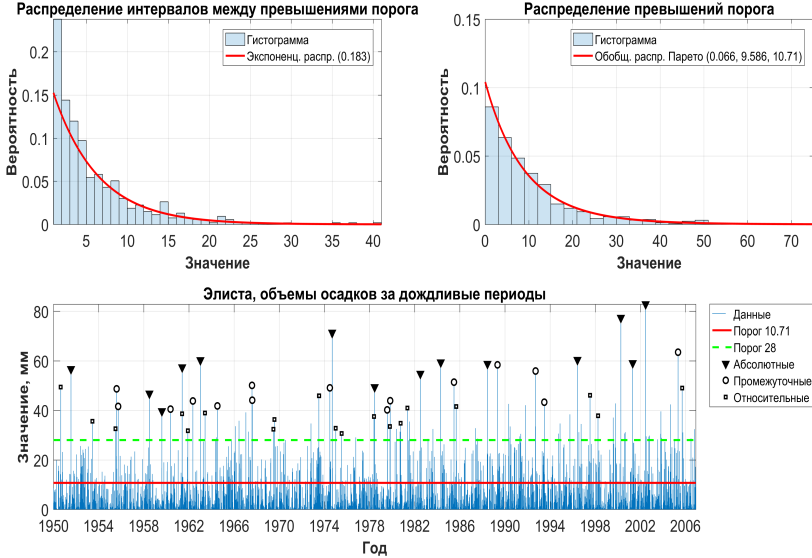 Распределение интервалов между превышениями порога
Вероятность
0.2
0.15
0.1
0.05
0
Гистограмма
Экспоненц. распр. (0.183)
5 10 15 20 25 30 35 40
Значение
Распределение превышений порога
Вероятность
0.15
0.1
0.05
0
Гистограмма
Обобщ. распр. Парето (0.066, 9.586, 10.71)
0 10 20 30 40 50 60 70
Значение
Элиста, объемы осадков за дождливые периоды
Значение, мм
80
60
40
20
0
1950 1954 1958 1962 1966 1970 1974 1978 1982 1986 1990 1994 1998 2002 2006
Год
Данные
Порог 10.71
Порог 28
Абсолютные
Промежуточные
Относительные